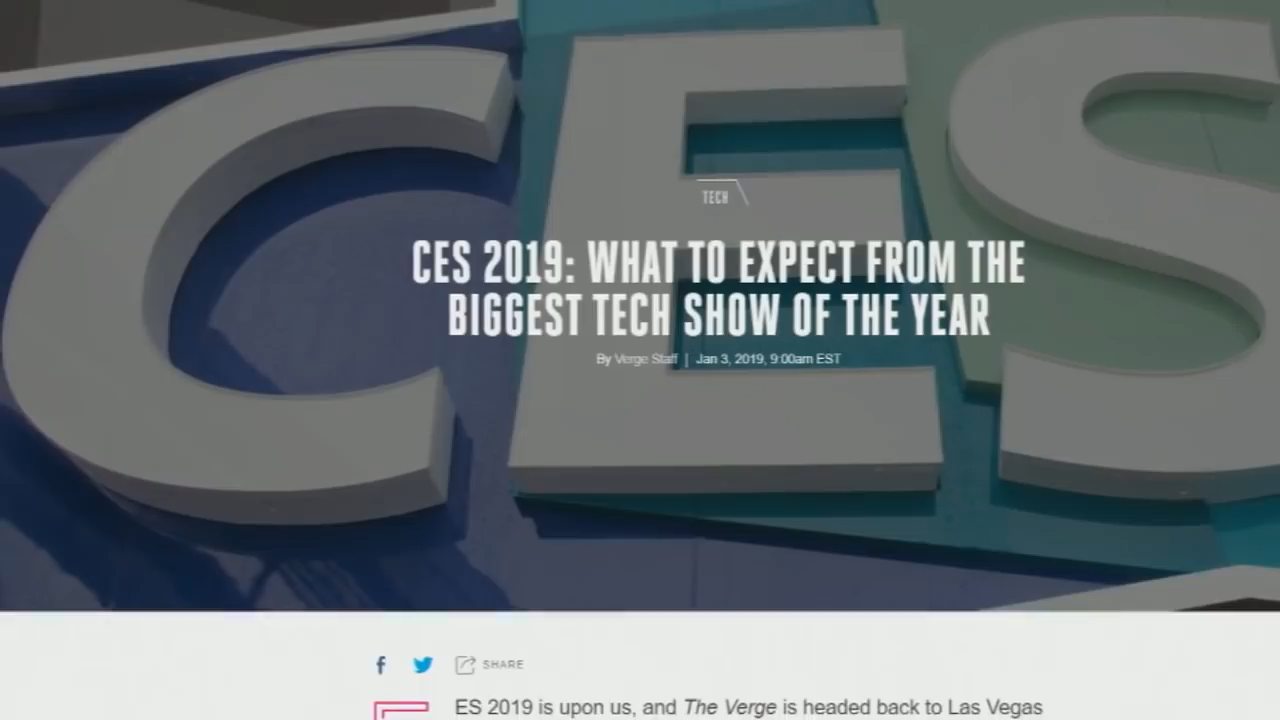 CES
TECH
CES 2019: WHAT TO EXPECT FROM THE
BIGGEST TECH SHOW OF THE YEAR
By Verge Staff | Jan 3, 2019, 9:00am EST
SHARE
ES 2019 is upon us, and The Verge is headed back to Las Vegas